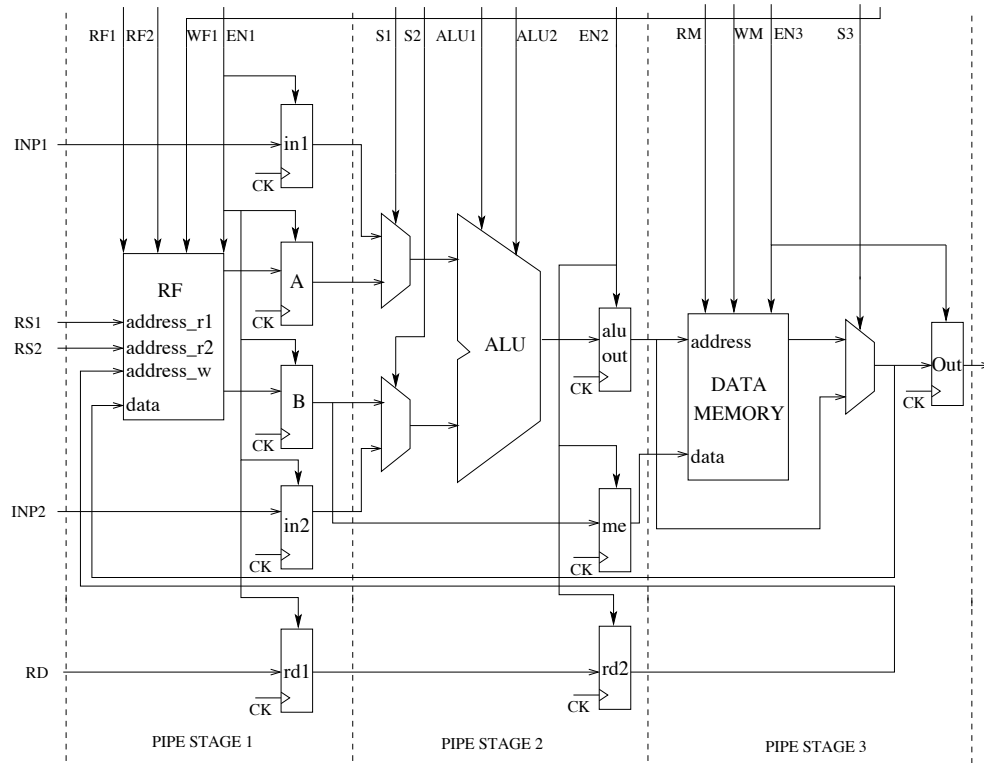 RF1 RF2 WF1 EN1 S1 S2 ALU1 ALU2 EN2 RM WM EN3 S3
INP1
in1
CK
RF
A
CK
RS1
address_r1
RS2
address_r2
address_w
data
B
CK
INP2
in2
CK
RD
rd1
CK
ALU
alu
out
CK
me
CK
rd2
CK
address
DATA
MEMORY
data
Out
CK
PIPE STAGE 1
PIPE STAGE 2
PIPE STAGE 3